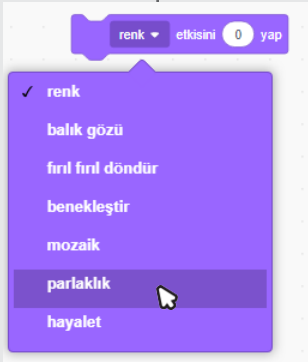 renk etkisini 0 yap
renk
balık gözü
fırıl fırıl döndür
benekleştir
mozaik
parlaklık
hayalet